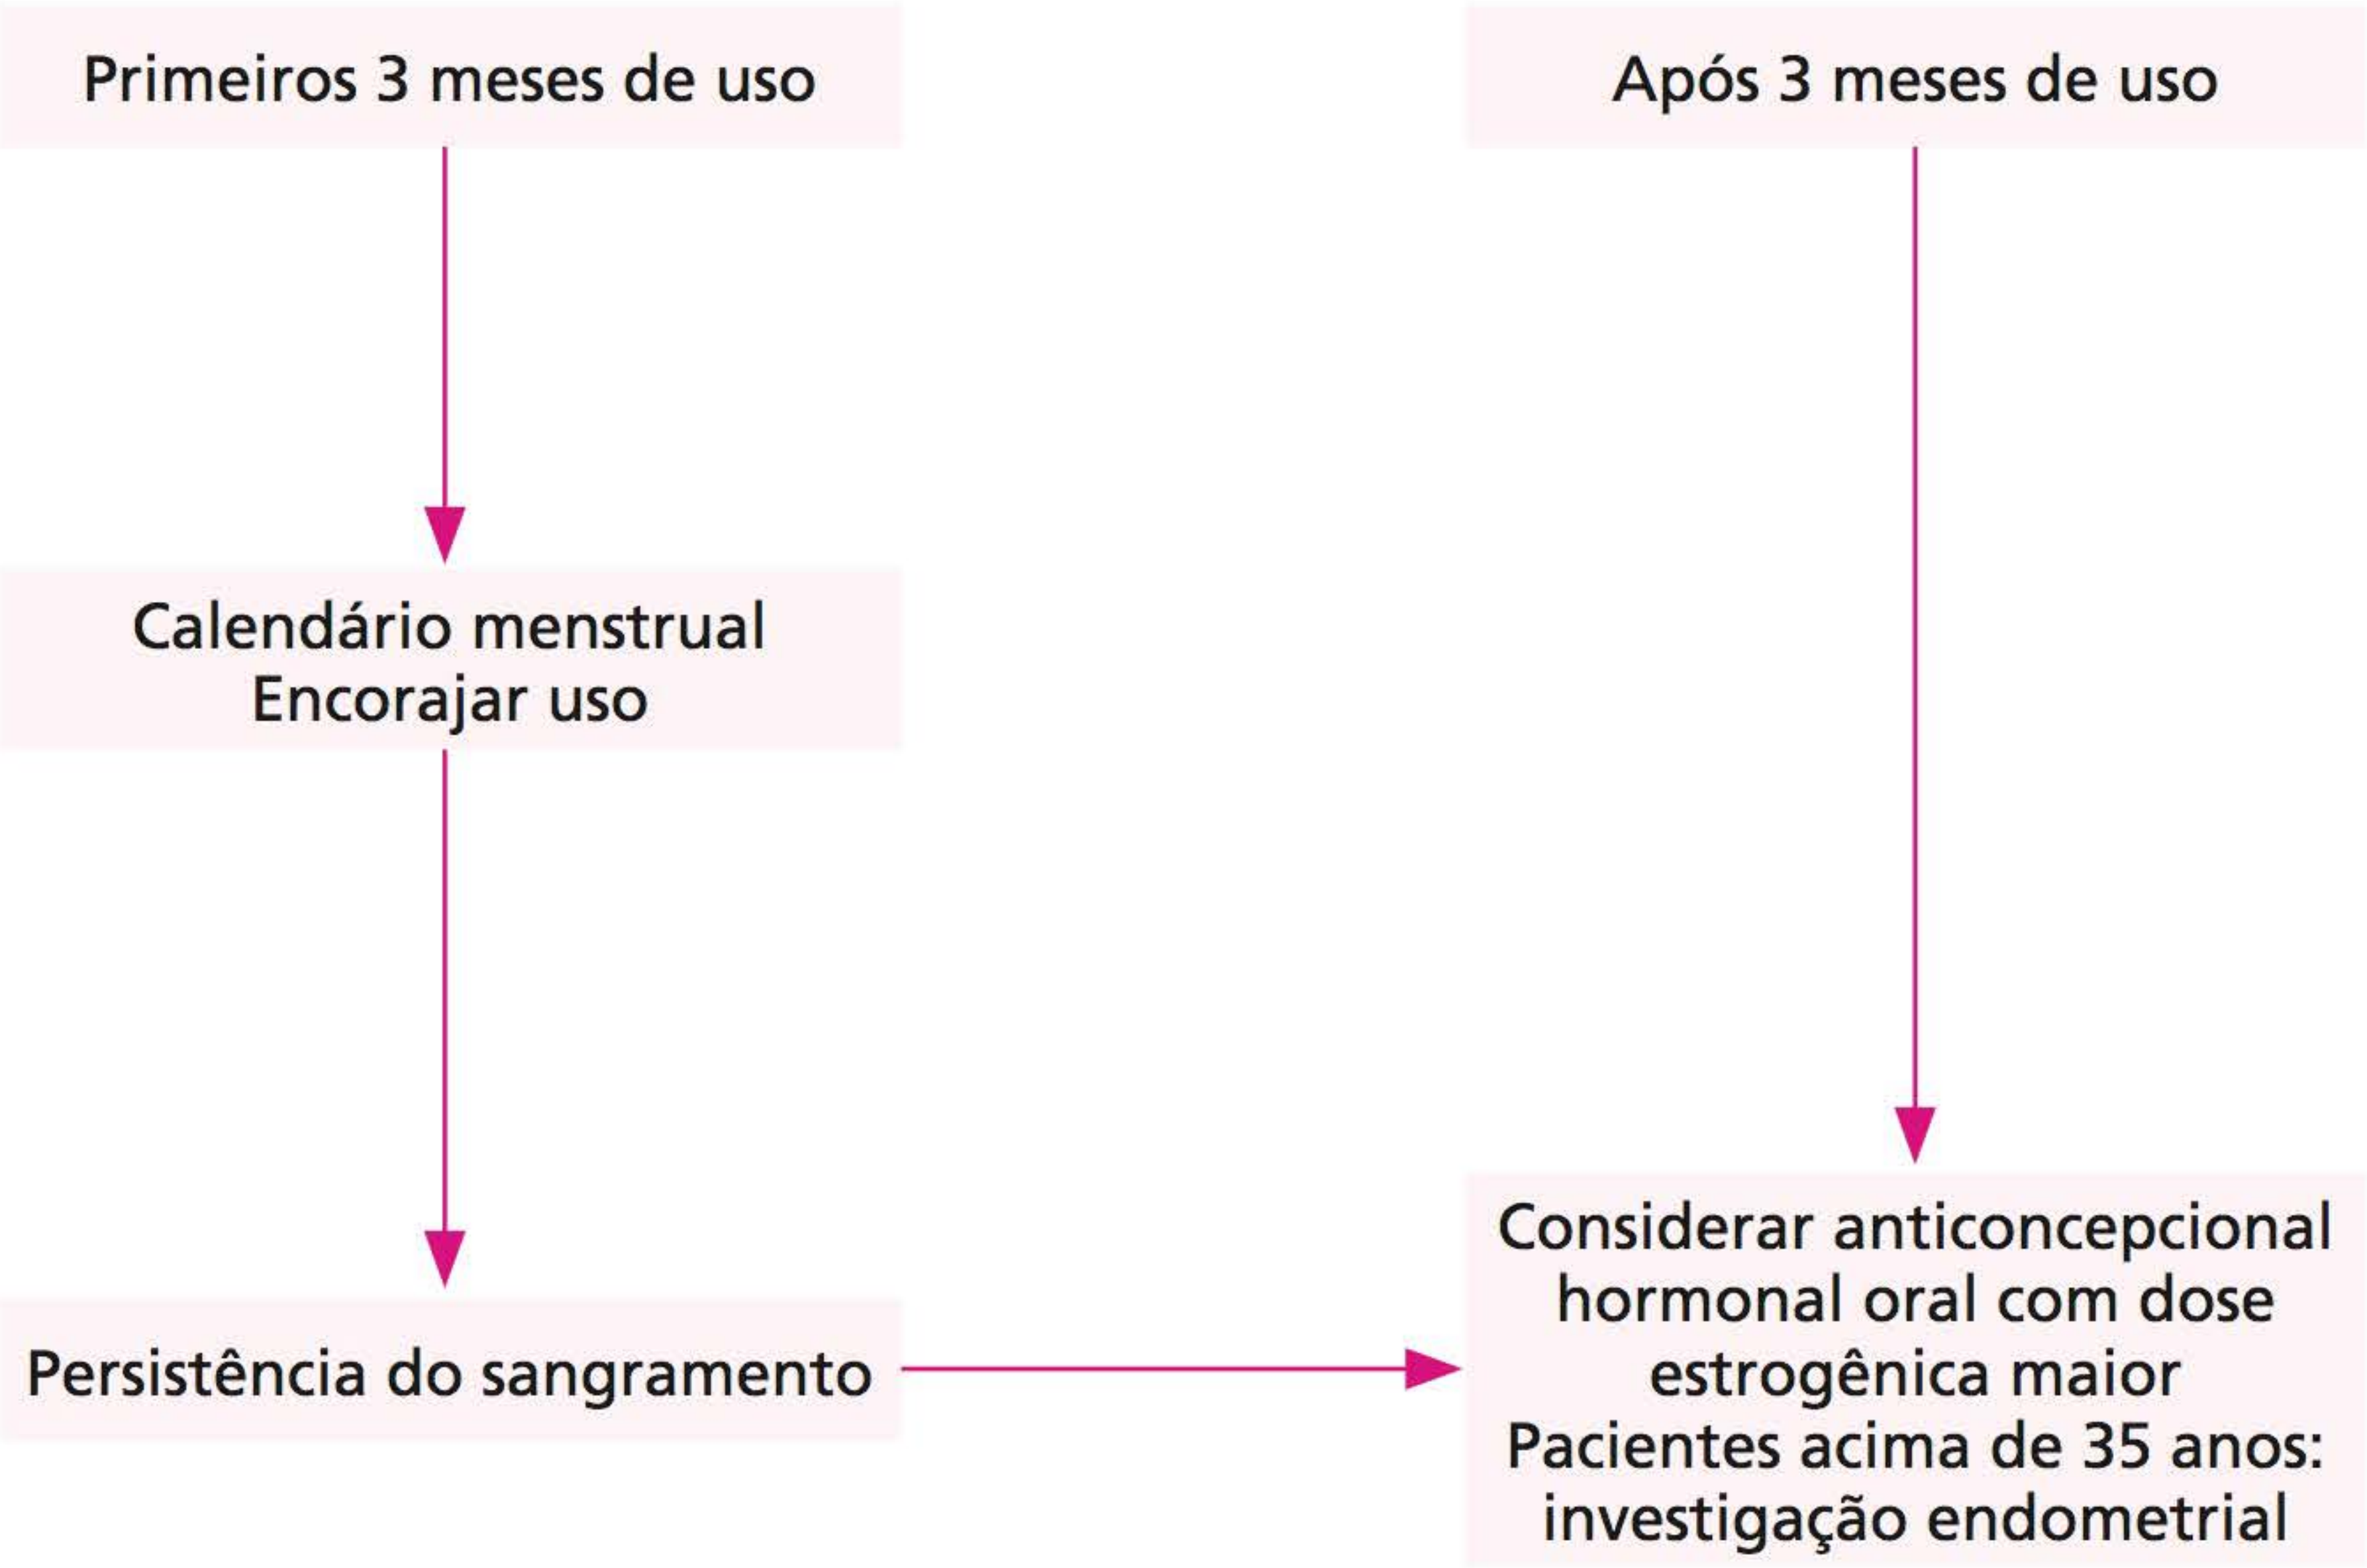 Primeiros 3 meses de uso
Após 3 meses de uso
Calendário menstrual
Encorajar uso
Persistência do sangramento
Considerar anticoncepcional
hormonal oral com dose
estrogênica maior
Pacientes acima de 35 anos:
investigação endometrial